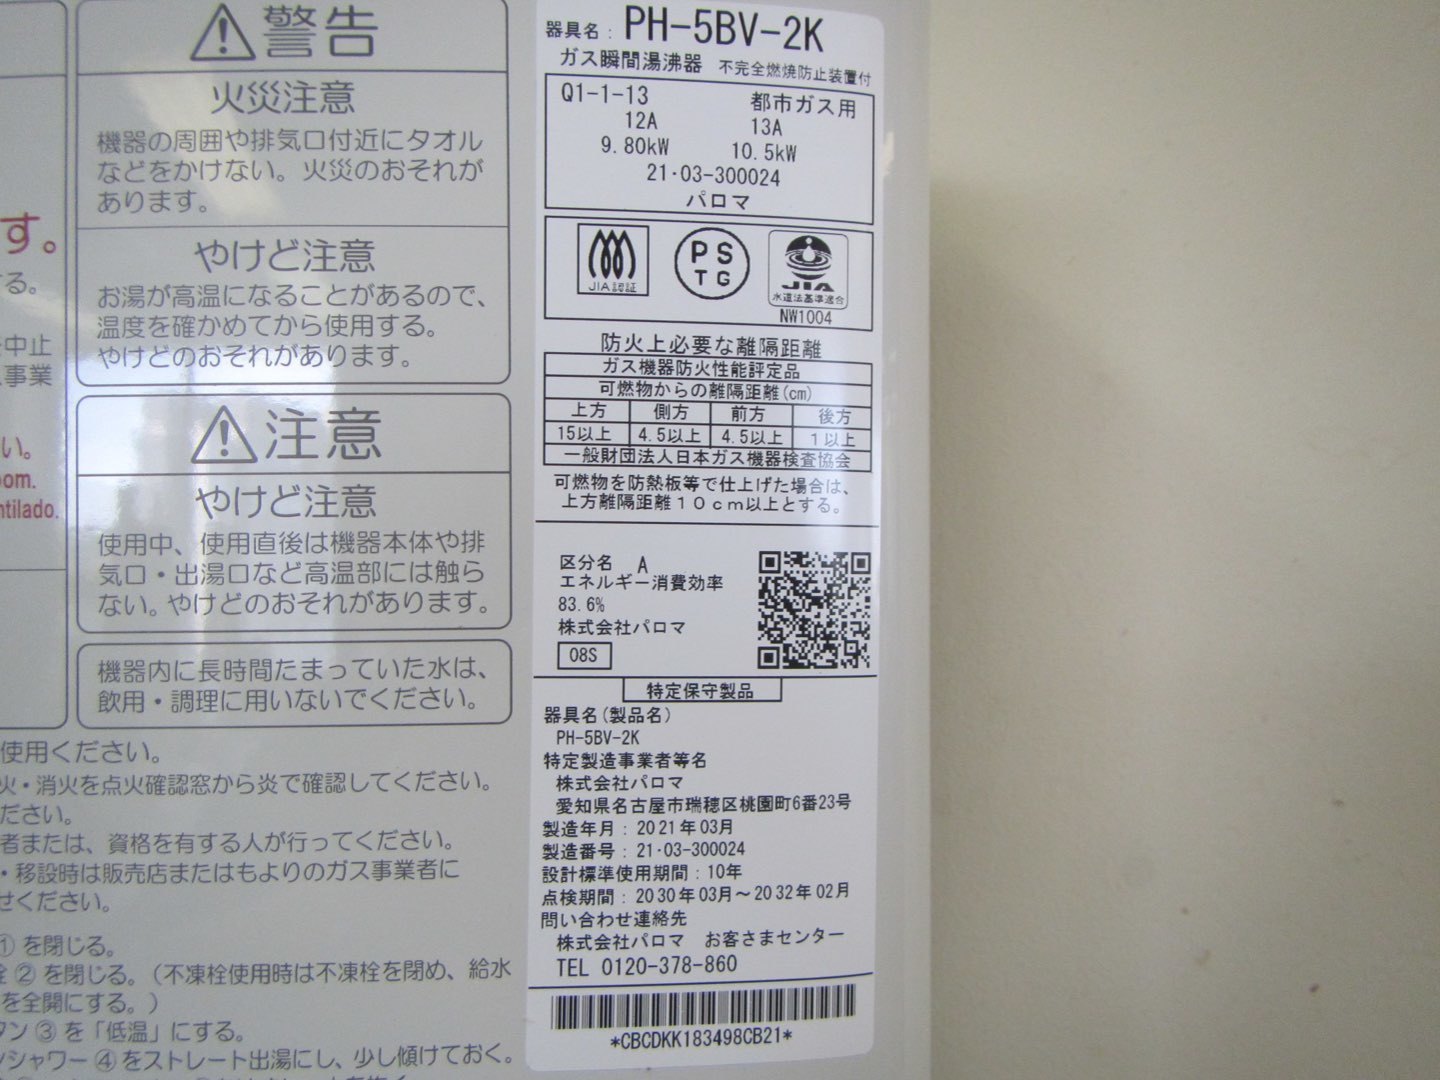 す。
る。
中止
事業
い。
oom.
ntilado.
警告
火災注意
機器の周囲や排気口付近にタオル
などをかけない。火災のおそれが
あります。
やけど注意
お湯が高温になることがあるので、
温度を確かめてから使用する。
やけどのおそれがあります。
注意
やけど注意
使用中、使用直後は機器本体や排
気口・出湯口など高温部には触ら
ない。やけどのおそれがあります。
機器内に長時間たまっていた水は、
飲用・調理に用いないでください。
使用ください。
火・消火を点火確認窓から炎で確認してください。
ださい。
者または、資格を有する人が行ってください。
・移設時は販売店またはもよりのガス事業者に
せください。
① を閉じる。
栓 ② を閉じる。（不凍栓使用時は不凍栓を閉め、給水
を全開にする。）
タン ③ を「低温」にする。
ンシャワー ④ をストレート出湯にし、少し傾けておく。
器具名: PH-5BV-2K
ガス瞬間湯沸器 不完全燃焼防止装置付
Q1-1-13 都市ガス用
12A 13A
9.80kW 10.5kW
21·03-300024
パロマ
JIA認証
PS
TG
JIA
水道法基準適合
NW1004
防火上必要な離隔距離
ガス機器防火性能評定品
可燃物からの離隔距離(cm)
上方 側方 前方 後方
15以上 4.5以上 4.5以上 1以上
一般財団法人日本ガス機器検査協会
可燃物を防熱板等で仕上げた場合は、
上方離隔距離１０ｃｍ以上とする。
区分名 A
エネルギー消費効率
83.6%
株式会社パロマ
08S
特定保守製品
器具名(製品名)
PH-5BV-2K
特定製造事業者等名
株式会社パロマ
愛知県名古屋市瑞穂区桃園町6番23号
製造年月: 2021年03月
製造番号: 21·03-300024
設計標準使用期間: 10年
点検期間: 2030年03月～2032年02月
問い合わせ連絡先
株式会社パロマ お客さまセンター
TEL 0120-378-860
*CBCDKK183498CB21*